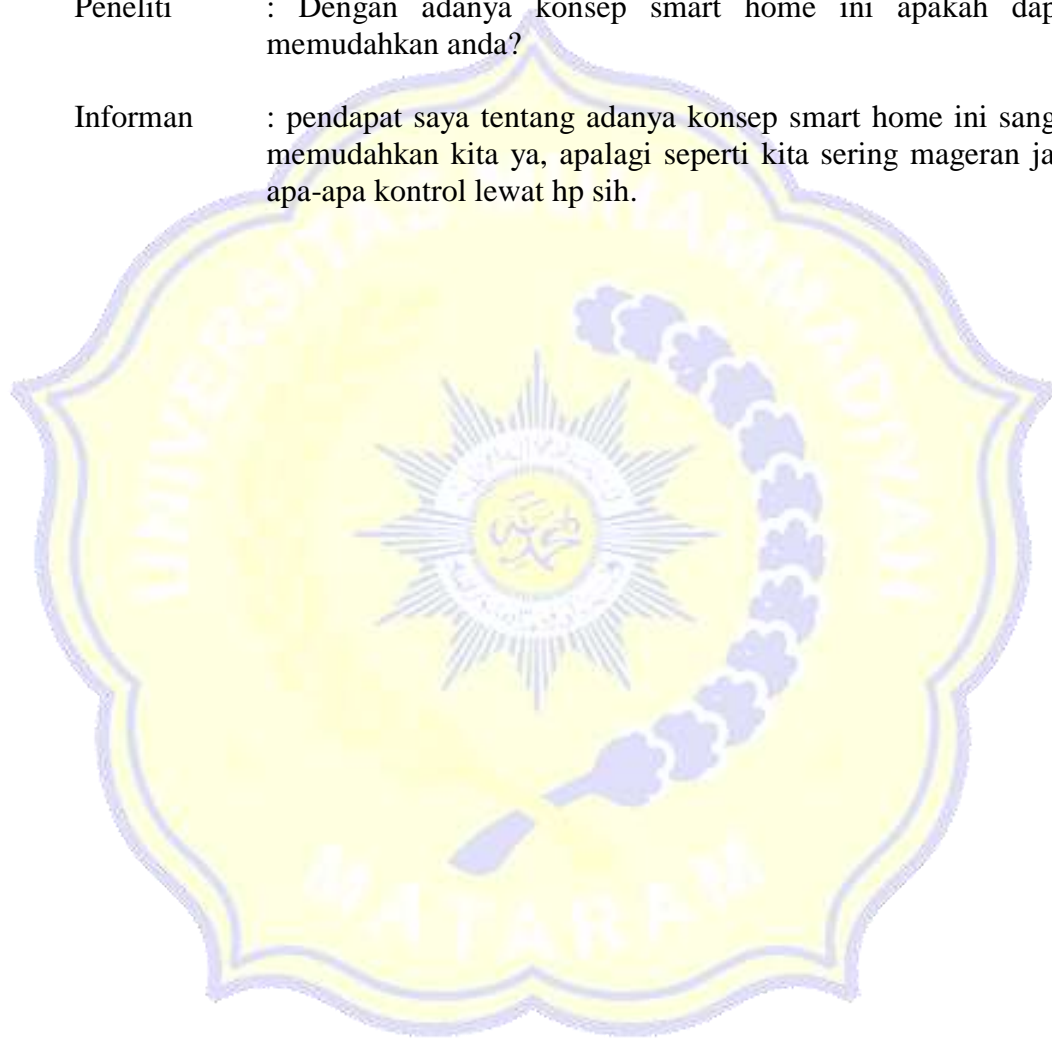 Peneliti : Dengan adanya konsep smart home ini apakah dap
memudahkan anda?
Informan : pendapat saya tentang adanya konsep smart home ini sang
memudahkan kita ya, apalagi seperti kita sering mageran ja
apa-apa kontrol lewat hp sih.
UNIVERSITAS MUHAMMADIYAH
MATARAM